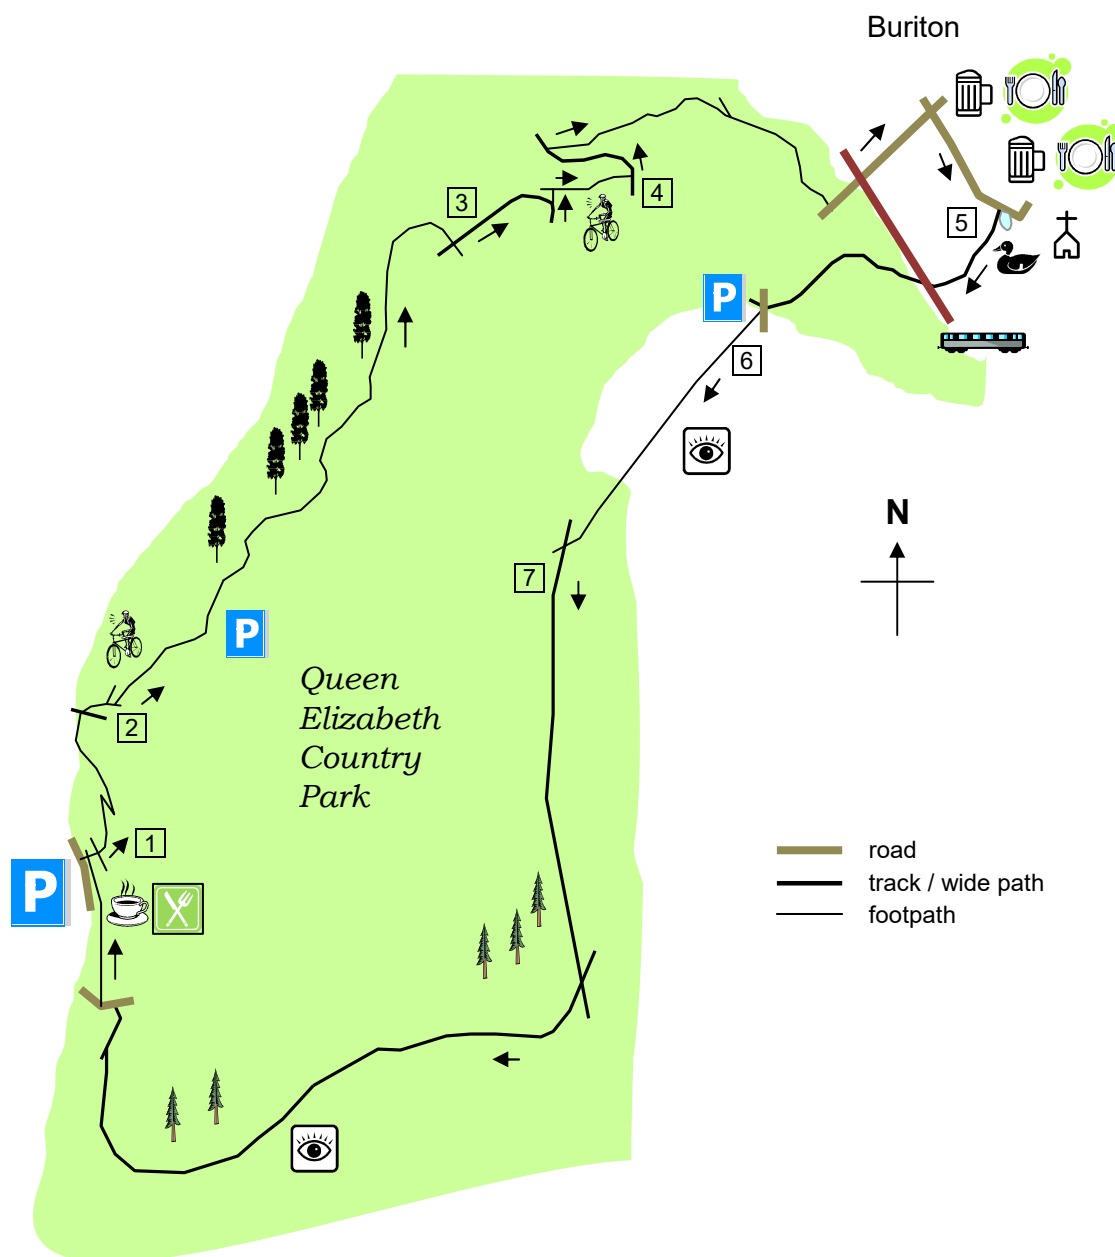 Buriton
3
4
5
P
6
N
7
P
Queen
Elizabeth
Country
Park
2
1
P
road
track / wide path
footpath